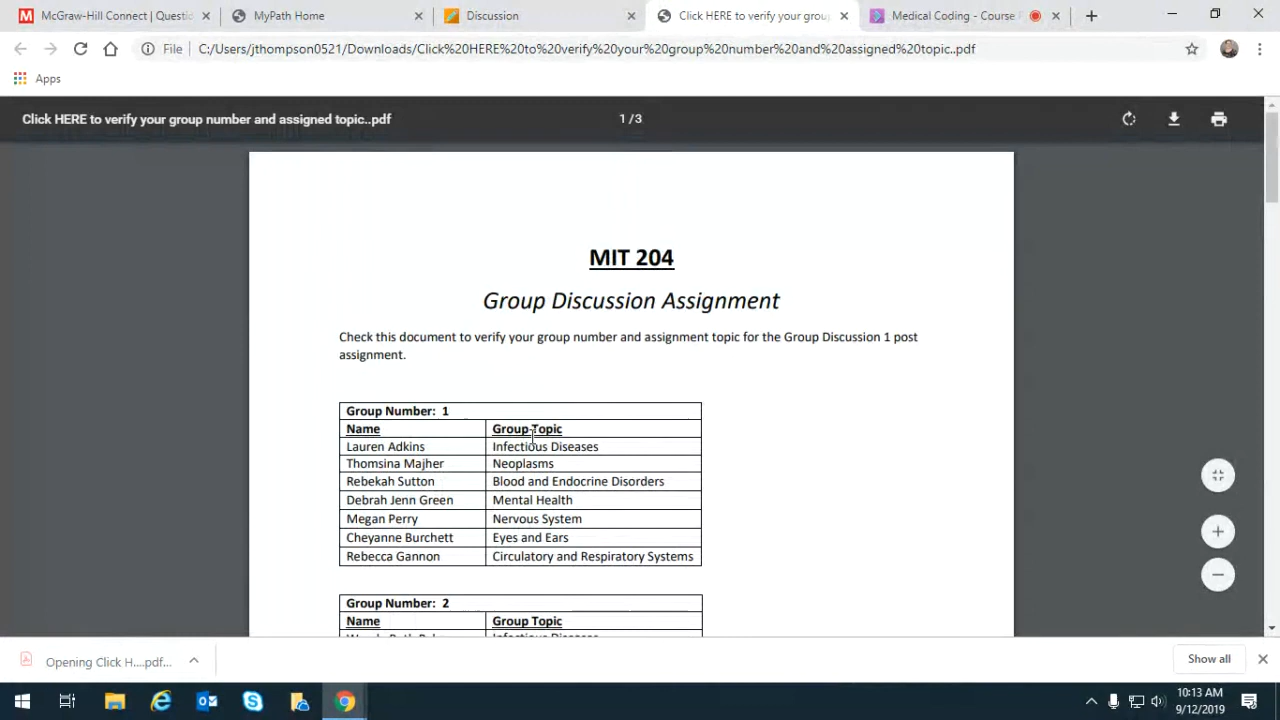 McGraw-Hill Connect | Questio
MyPath Home
Discussion
Click HERE to verify your grou
Medical Coding - Course
File
C:/Users/jthompson0521/Downloads/Click%20HERE%20to%20verify%20your%20group%20number%20and%20assigned%20topic..pdf
Apps
Click HERE to verify your group number and assigned topic..pdf
1 / 3
MIT 204
Group Discussion Assignment
Check this document to verify your group number and assignment topic for the Group Discussion 1 post
assignment.
Group Number: 1
Name Group Topic
Lauren Adkins Infectious Diseases
Thomsina Majher Neoplasms
Rebekah Sutton Blood and Endocrine Disorders
Debrah Jenn Green Mental Health
Megan Perry Nervous System
Cheyanne Burchett Eyes and Ears
Rebecca Gannon Circulatory and Respiratory Systems
Group Number: 2
Name Group Topic
Infectious Diseases
Opening Click H....pdf...
Show all
10:13 AM
9/12/2019